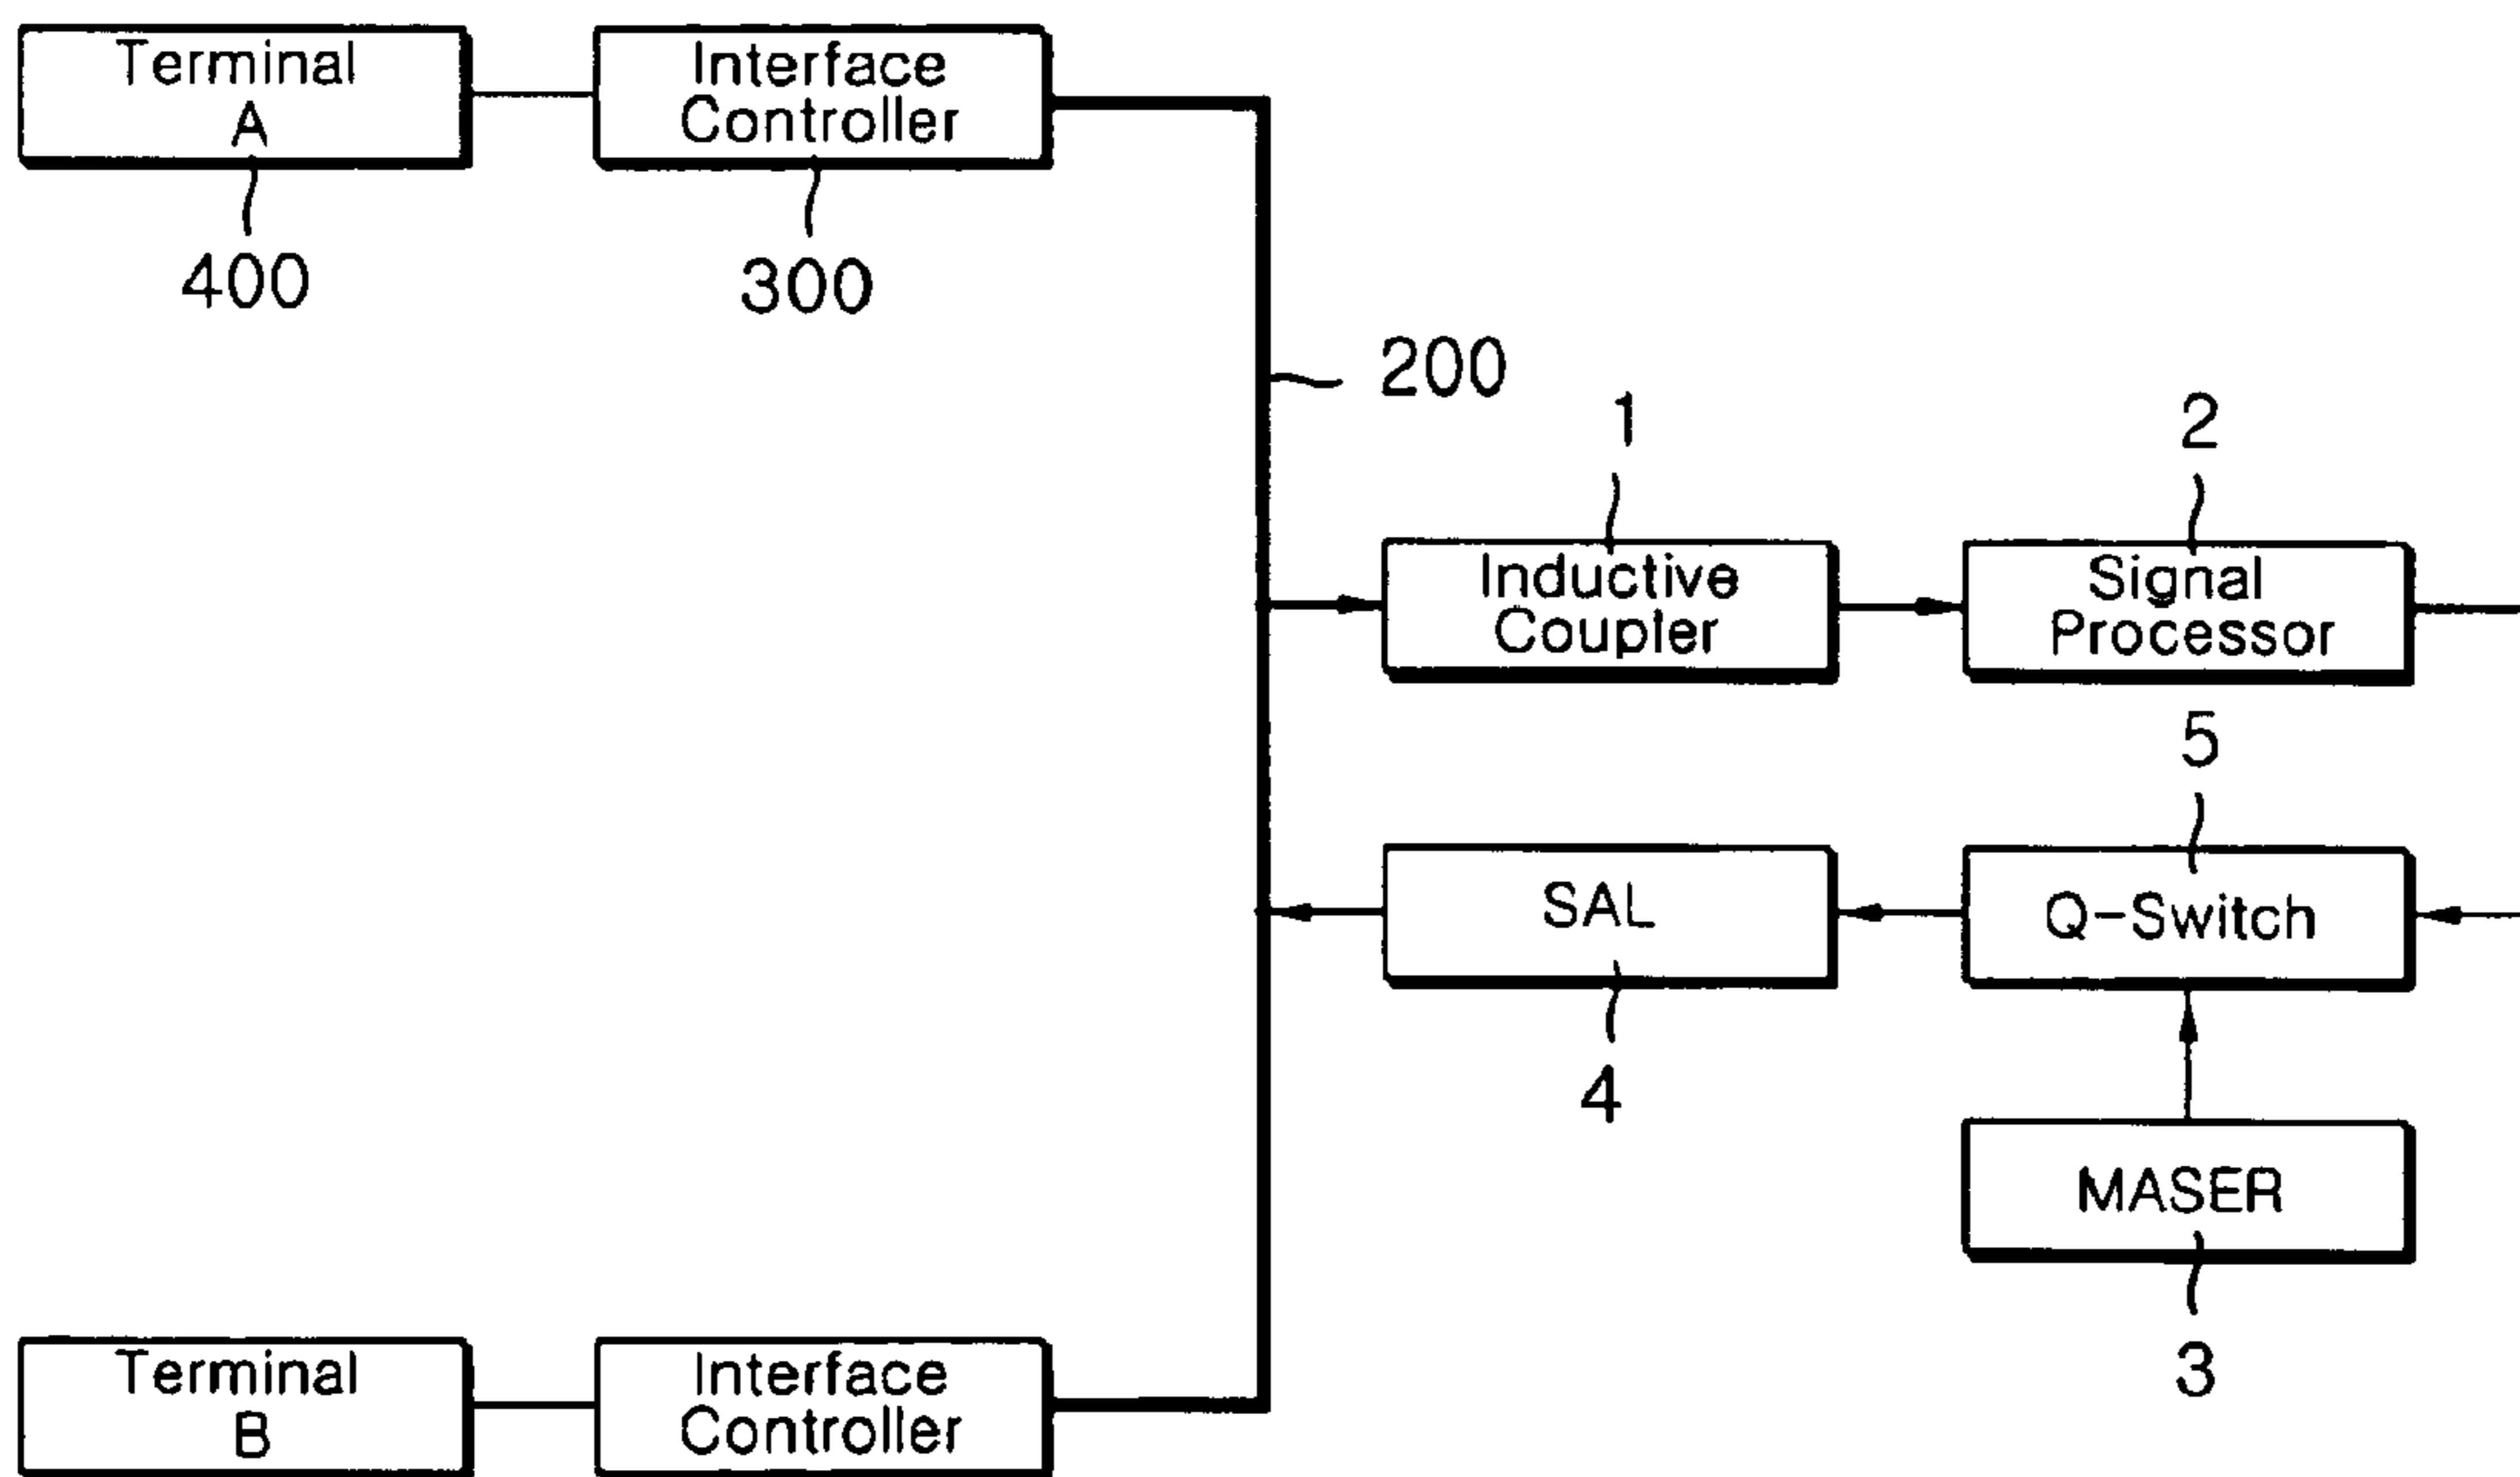 Terminal
A
Interface
Controller
400
300
200
1
2
Inductive
Coupler
Signal
Processor
5
SAL
Q-Switch
4
MASER
3
Terminal
B
Interface
Controller